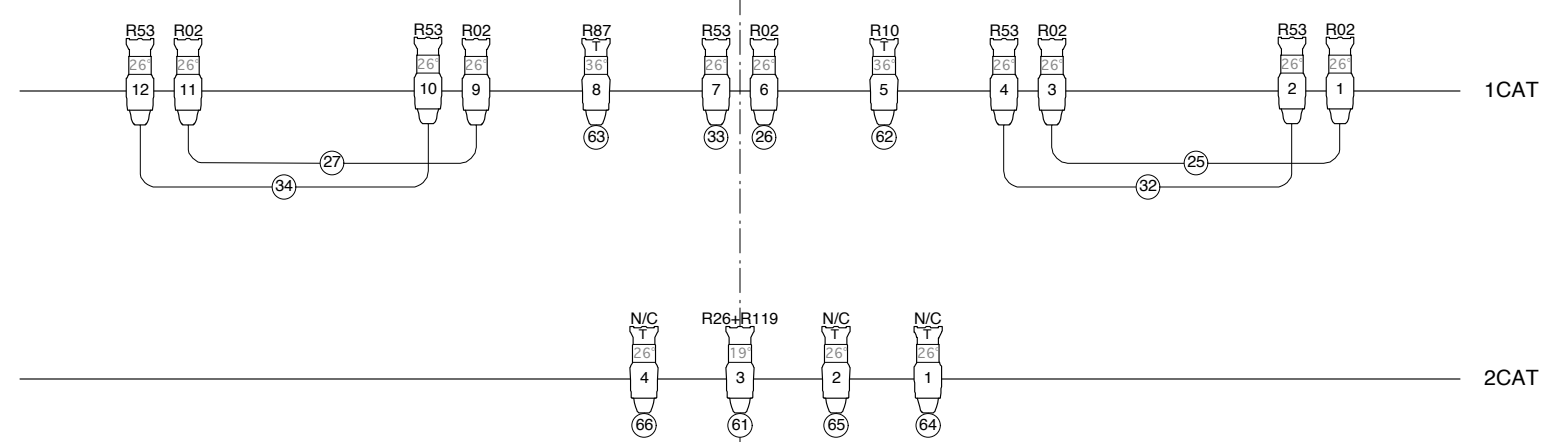 R53 R02 R53 R02 R87 R53 R02 R10 R53 R02 R53 R02
T T
26° 26° 26° 26° 36° 26° 26° 36° 26° 26° 26° 26°
12 11 10 9 8 7 6 5 4 3 2 1 1CAT
63 33 26 62
27 25
34 32
N/C R26+R119 N/C N/C
T T T
26° 19° 26° 26°
4 3 2 1 2CAT
66 61 65 64